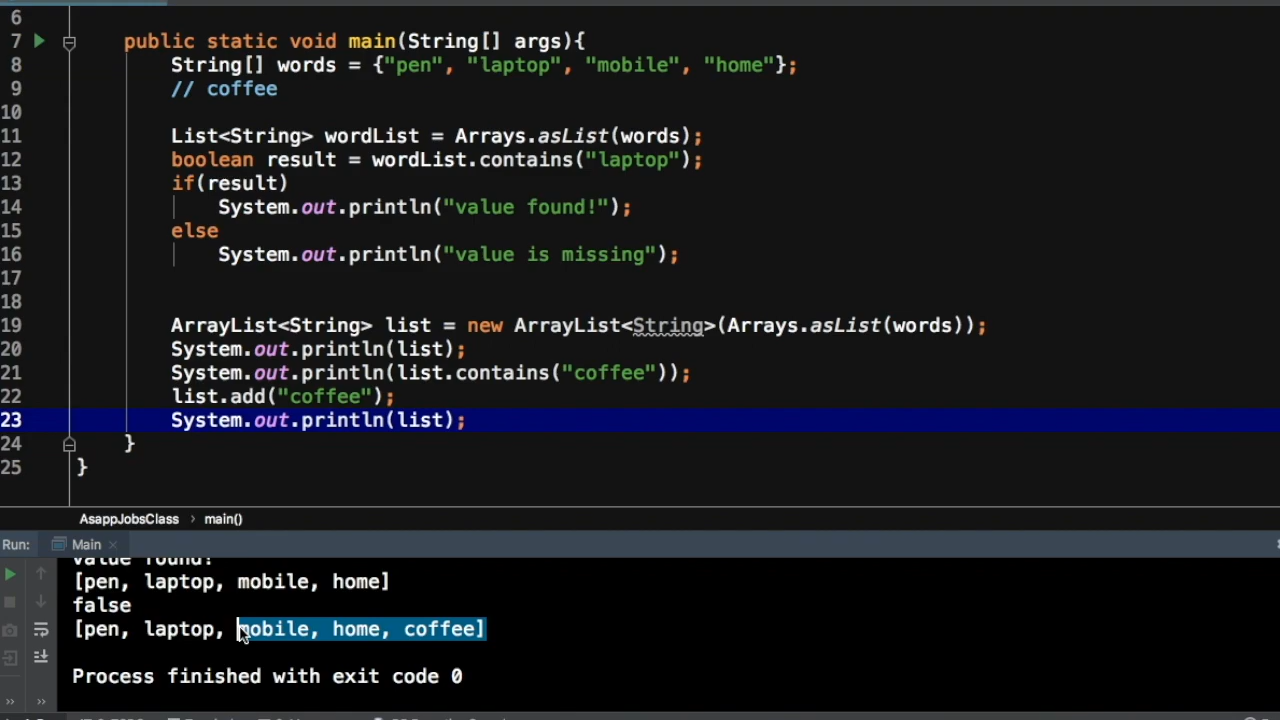 6
7 public static void main(String[] args){
8 String[] words = {"pen", "laptop", "mobile", "home"};
9 // coffee
10
11 List<String> wordList = Arrays.asList(words);
12 boolean result = wordList.contains("laptop");
13 if(result)
14 System.out.println("value found!");
15 else
16 System.out.println("value is missing");
17
18
19 ArrayList<String> list = new ArrayList<String>(Arrays.asList(words));
20 System.out.println(list);
21 System.out.println(list.contains("coffee"));
22 list.add("coffee");
23 System.out.println(list);
24 }
25 }
AsappJobsClass > main()
Run: Main ×
value found!
[pen, laptop, mobile, home]
false
[pen, laptop, mobile, home, coffee]
Process finished with exit code 0